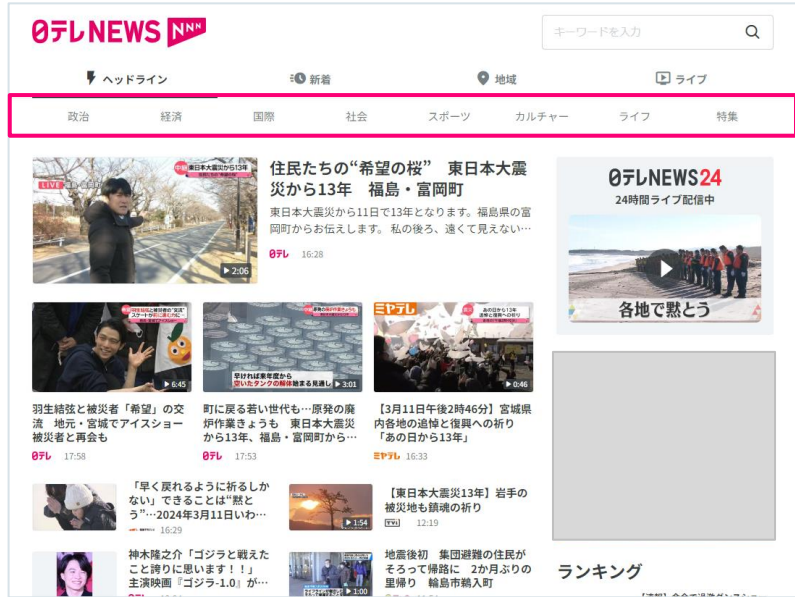 日テレNEWS NNN
キーワードを入力
ヘッドライン
新着
地域
ライブ
政治
経済
国際
社会
スポーツ
カルチャー
ライフ
特集
東日本大震災から13年
LIVE
2:06
住民たちの“希望の桜” 東日本大震
災から13年 福島・富岡町
東日本大震災から11日で13年となります。福島県の富
岡町からお伝えします。 私の後ろ、遠くて見えない…
日テレ 16:28
日テレNEWS24
24時間ライブ配信中
各地で黙とう
6:45
羽生結弦と被災者「希望」の交
流 地元・宮城でアイスショー
被災者と再会も
日テレ 17:58
早ければ来年度から
空いたタンクの解体始まる見通し
3:01
町に戻る若い世代も…原発の廃
炉作業きょうも 東日本大震災
から13年、福島・富岡町から…
日テレ 17:53
ミヤテレ
あの日から13年
追悼と復興への祈り
0:46
【3月11日午後2時46分】宮城県
内各地の追悼と復興への祈り
「あの日から13年」
ミヤテレ 16:33
「早く戻れるように祈るしか
ない」できることは“黙と
う”…2024年3月11日いわ…
16:29
1:54
【東日本大震災13年】岩手の
被災地も鎮魂の祈り
12:19
神木隆之介「ゴジラと戦えた
こと誇りに思います！！」
主演映画『ゴジラ-1.0』が…
1:00
地震後初 集団避難の住民が
そろって帰路に 2か月ぶりの
里帰り 輪島市鵜入町
ランキング